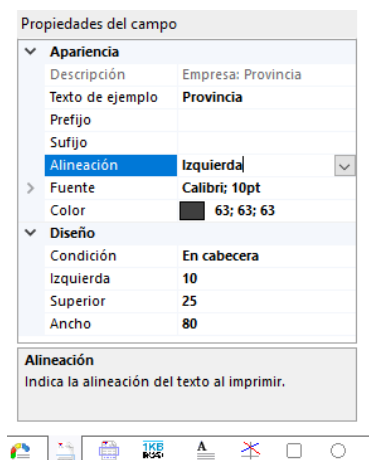 Propiedades del campo
Apariencia
Descripción Empresa: Provincia
Texto de ejemplo Provincia
Prefijo
Sufijo
Alineación Izquierda
Fuente Calibri; 10pt
Color 63; 63; 63
Diseño
Condición En cabecera
Izquierda 10
Superior 25
Ancho 80
Alineación
Indica la alineación del texto al imprimir.
1KB
A